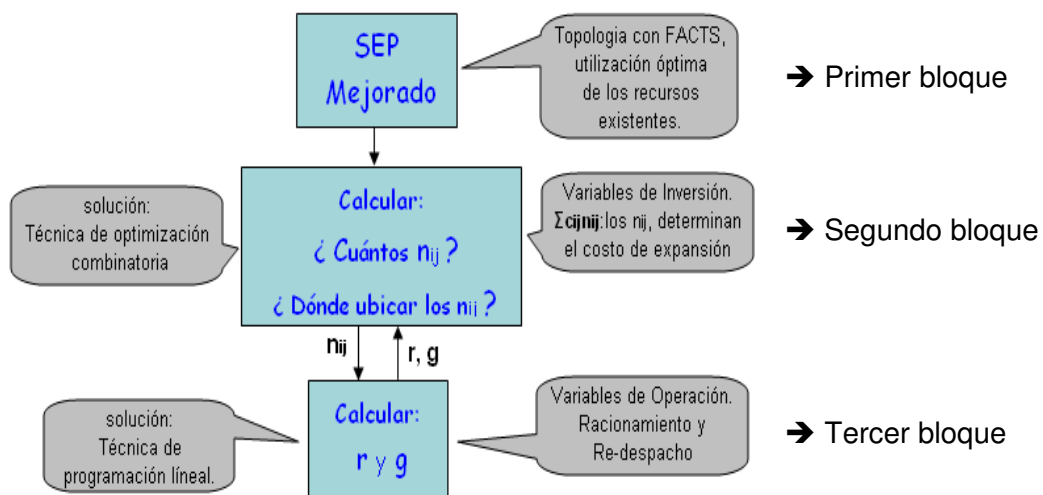 SEP
Mejorado
Topologia con FACTS,
utilización óptima
de los recursos
existentes.
➔ Primer bloque
solución:
Técnica de optimización
combinatoria
Calcular:
¿ Cuántos nij ?
¿ Dónde ubicar los nij ?
Variables de Inversión.
Σcijnij:los nij, determinan
el costo de expansión
➔ Segundo bloque
nij
r, g
solución:
Técnica de
programación líneal.
Calcular:
r y g
Variables de Operación.
Racionamiento y
Re-despacho
➔ Tercer bloque